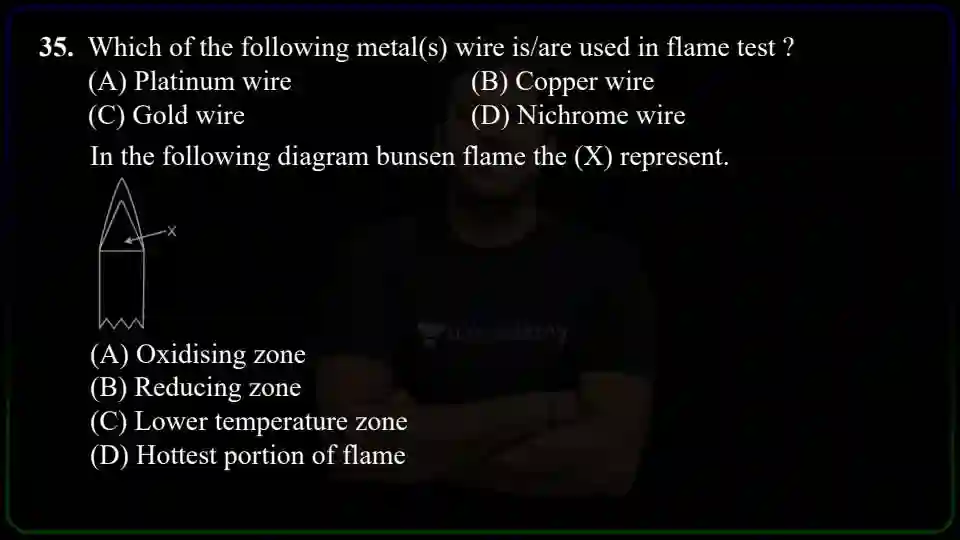 35. Which of the following metal(s) wire is/are used in flame test ?
(A) Platinum wire (B) Copper wire
(C) Gold wire (D) Nichrome wire
In the following diagram bunsen flame the (X) represent.
X
(A) Oxidising zone
(B) Reducing zone
(C) Lower temperature zone
(D) Hottest portion of flame